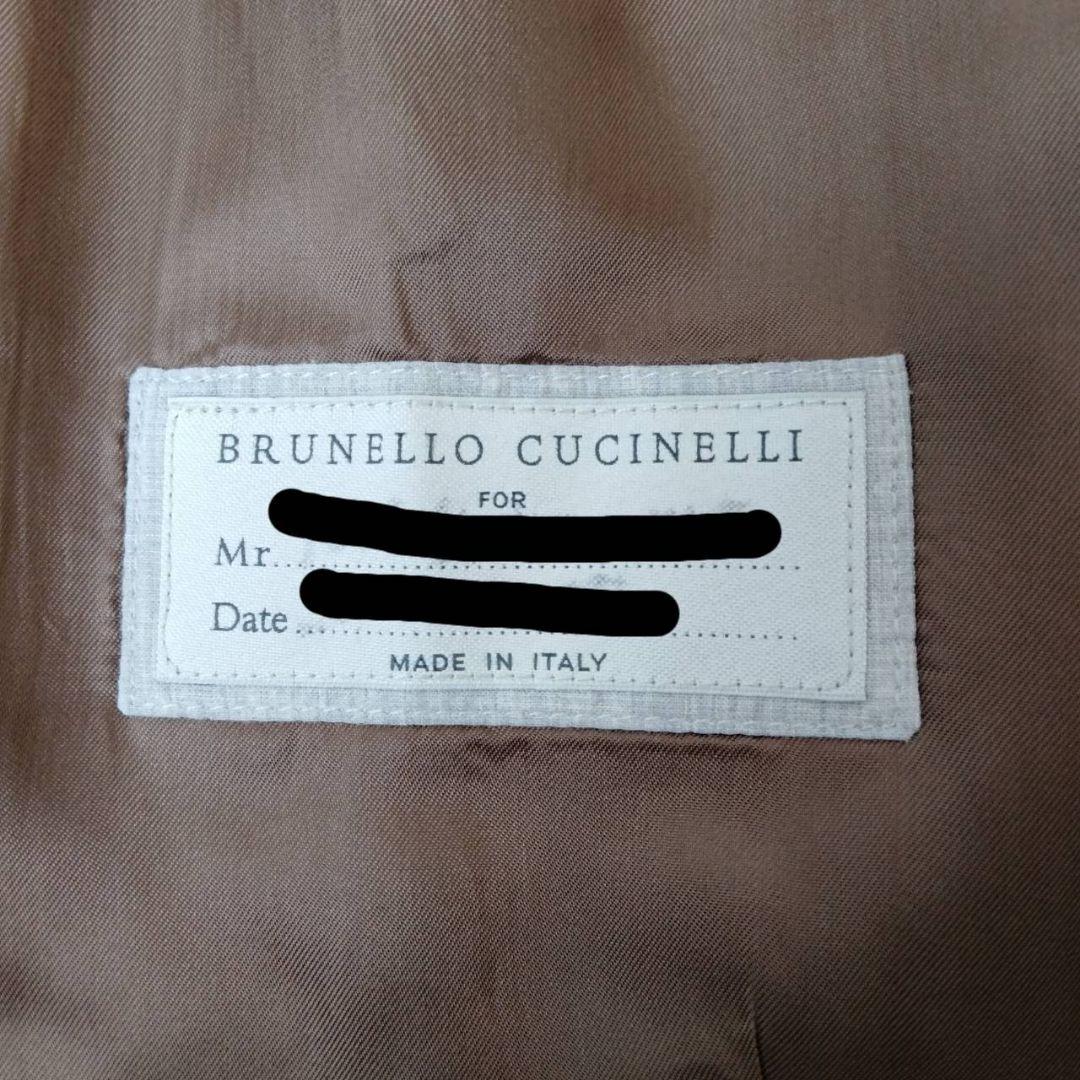 BRUNELLO CUCINELLI
FOR
Mr.
Date
MADE IN ITALY